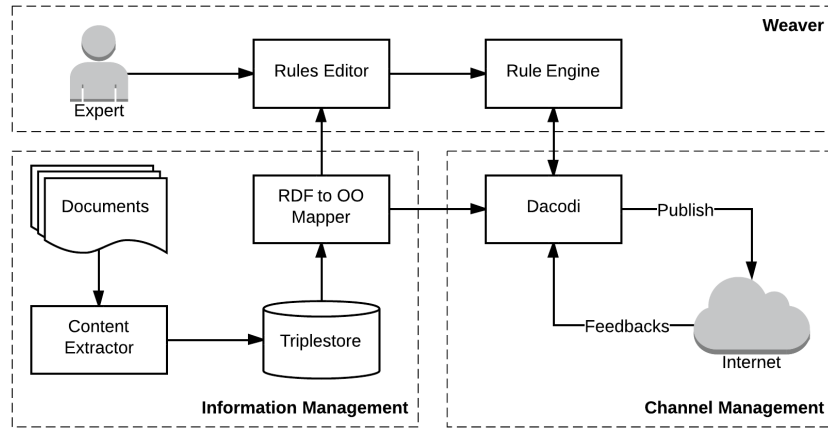 Weaver
Expert
Rules Editor
Rule Engine
Documents
RDF to OO
Mapper
Dacodi
Publish
Content
Extractor
Triplestore
Feedbacks
Internet
Information Management
Channel Management